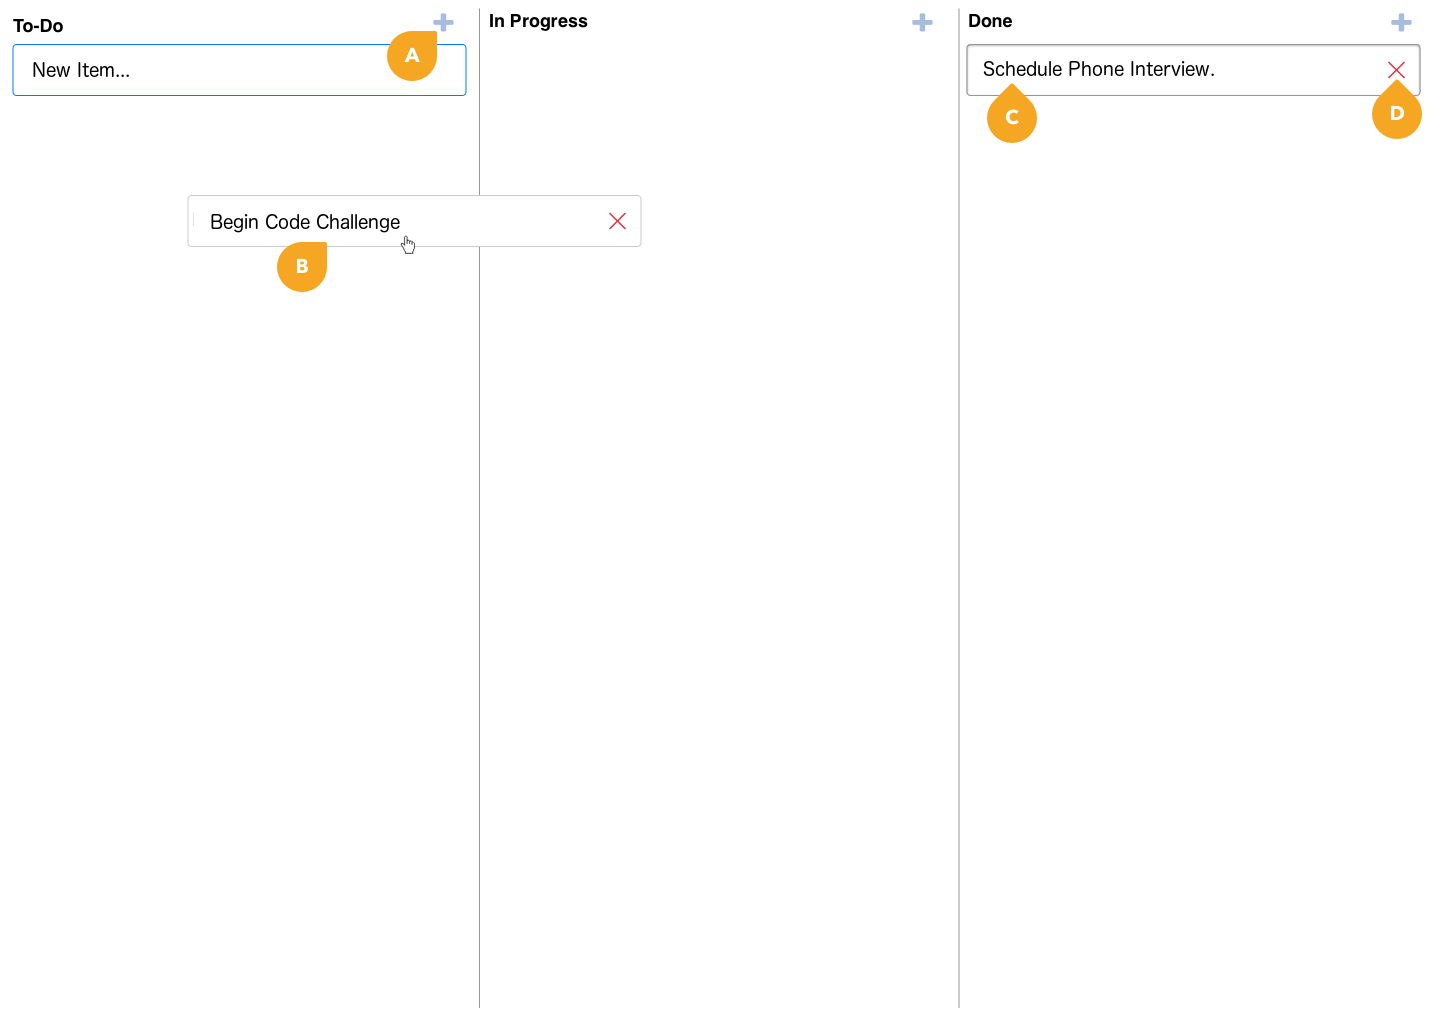 To-Do
In Progress
Done
A
New Item...
Schedule Phone Interview.
C
D
Begin Code Challenge
B